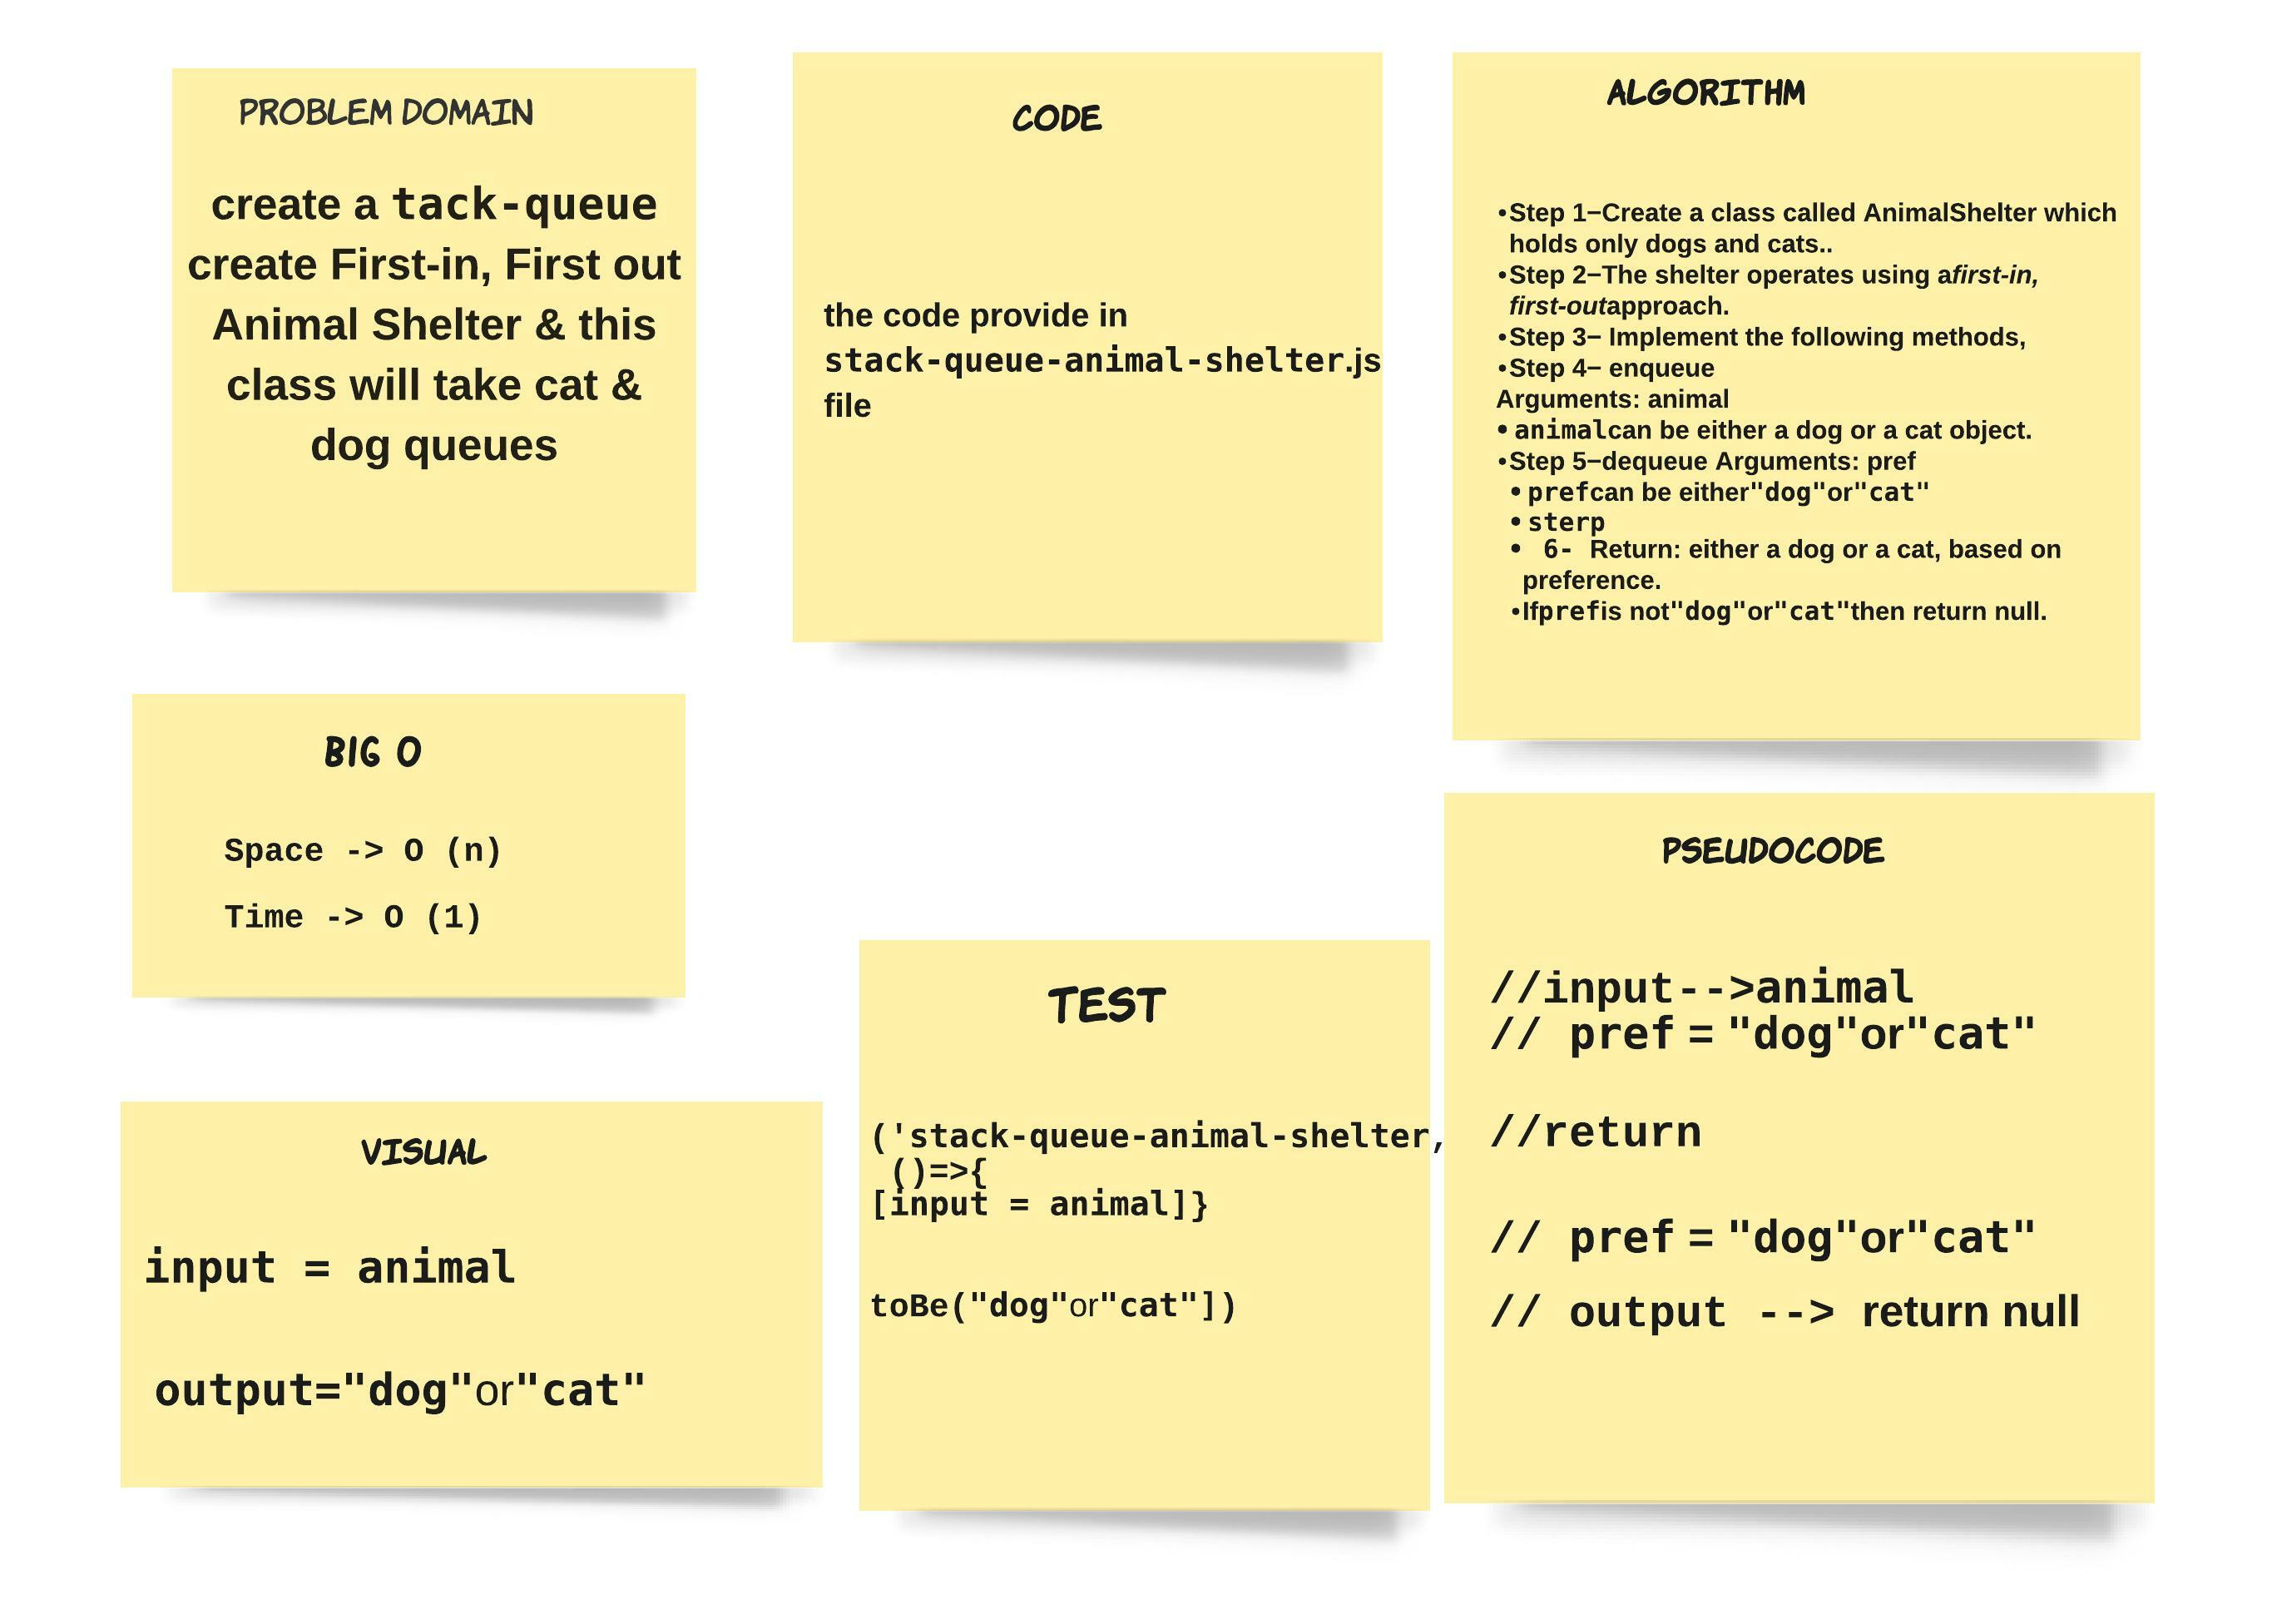 PROBLEM DOMAIN
create a tack-queue
create First-in, First out
Animal Shelter & this
class will take cat &
dog queues
CODE
the code provide in
stack-queue-animal-shelter.js
file
ALGORITHM
•Step 1–Create a class called AnimalShelter which
holds only dogs and cats..
•Step 2–The shelter operates using afirst-in,
first-outapproach.
•Step 3– Implement the following methods,
•Step 4– enqueue
Arguments: animal
• animalcan be either a dog or a cat object.
•Step 5–dequeue Arguments: pref
• prefcan be either"dog"or"cat"
• sterp
• 6- Return: either a dog or a cat, based on
preference.
•Ifprefis not"dog"or"cat"then return null.
BIG O
Space -> O (n)
Time -> O (1)
VISUAL
input = animal
output="dog"or"cat"
TEST
('stack-queue-animal-shelter,
()=>{
[input = animal]}
toBe("dog"or"cat"])
PSEUDOCODE
//input-->animal
// pref = "dog"or"cat"
//return
// pref = "dog"or"cat"
// output --> return null